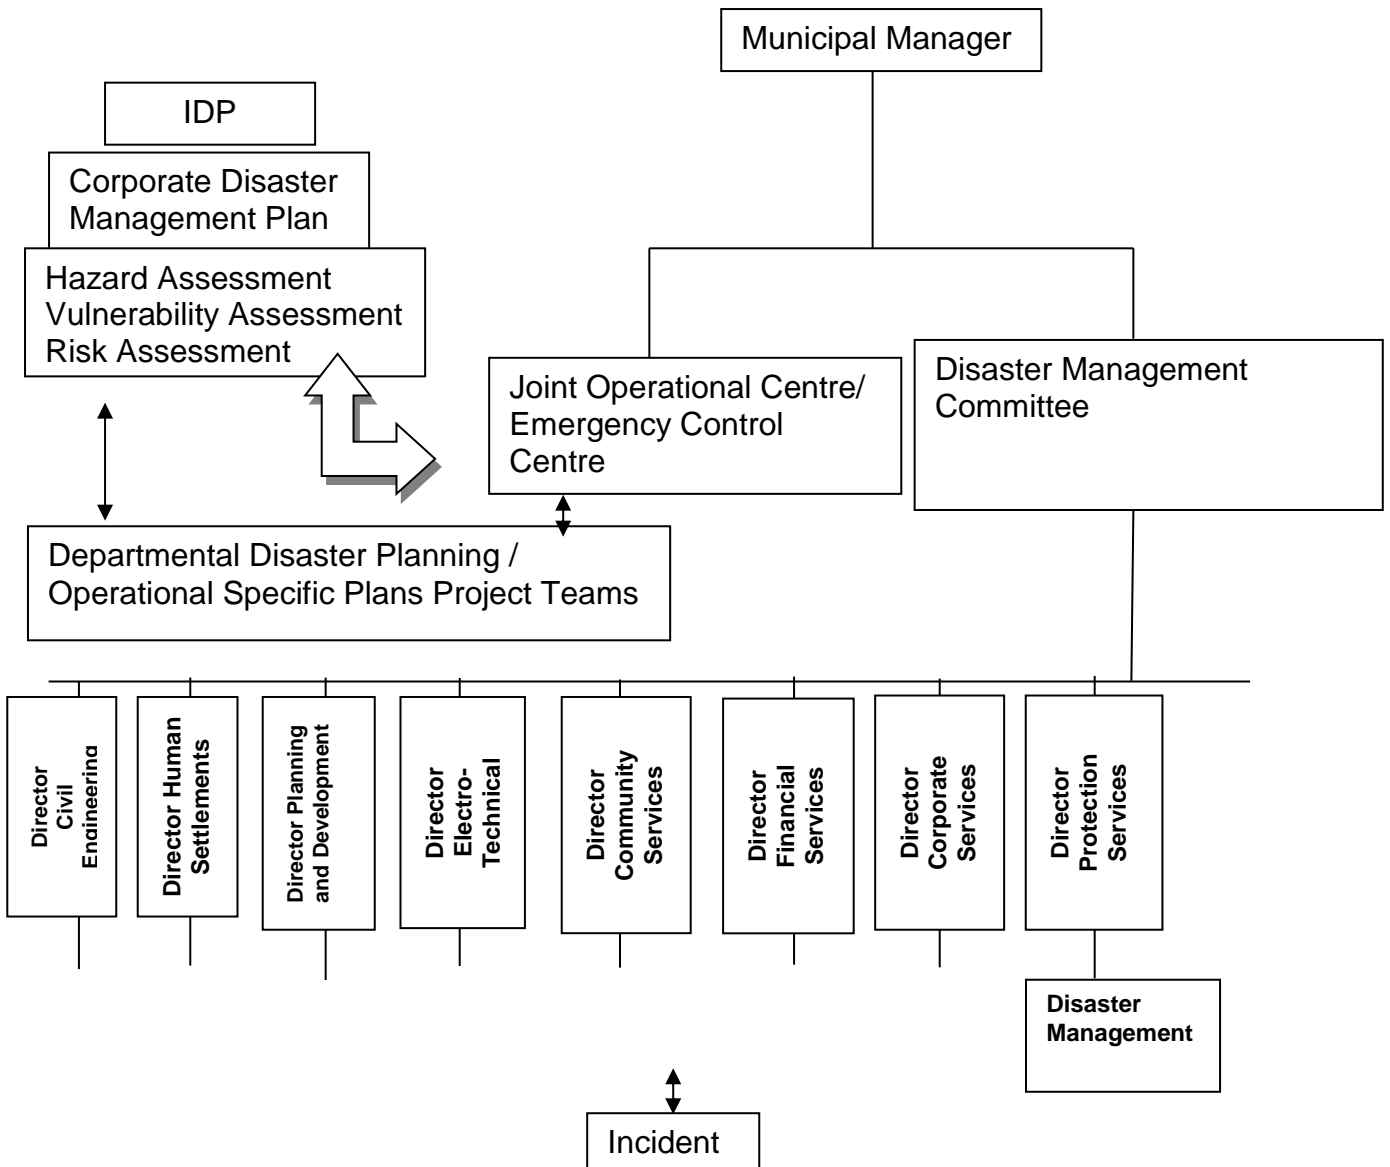 Municipal Manager
IDP
Corporate Disaster
Management Plan
Hazard Assessment
Vulnerability Assessment
Risk Assessment
Joint Operational Centre/
Emergency Control
Centre
Disaster Management
Committee
Departmental Disaster Planning /
Operational Specific Plans Project Teams
Director
Civil
Engineering
Director Human
Settlements
Director Planning
and Development
Director
Electro-
Technical
Director
Community
Services
Director
Financial
Services
Director
Corporate
Services
Director
Protection
Services
Disaster
Management
Incident